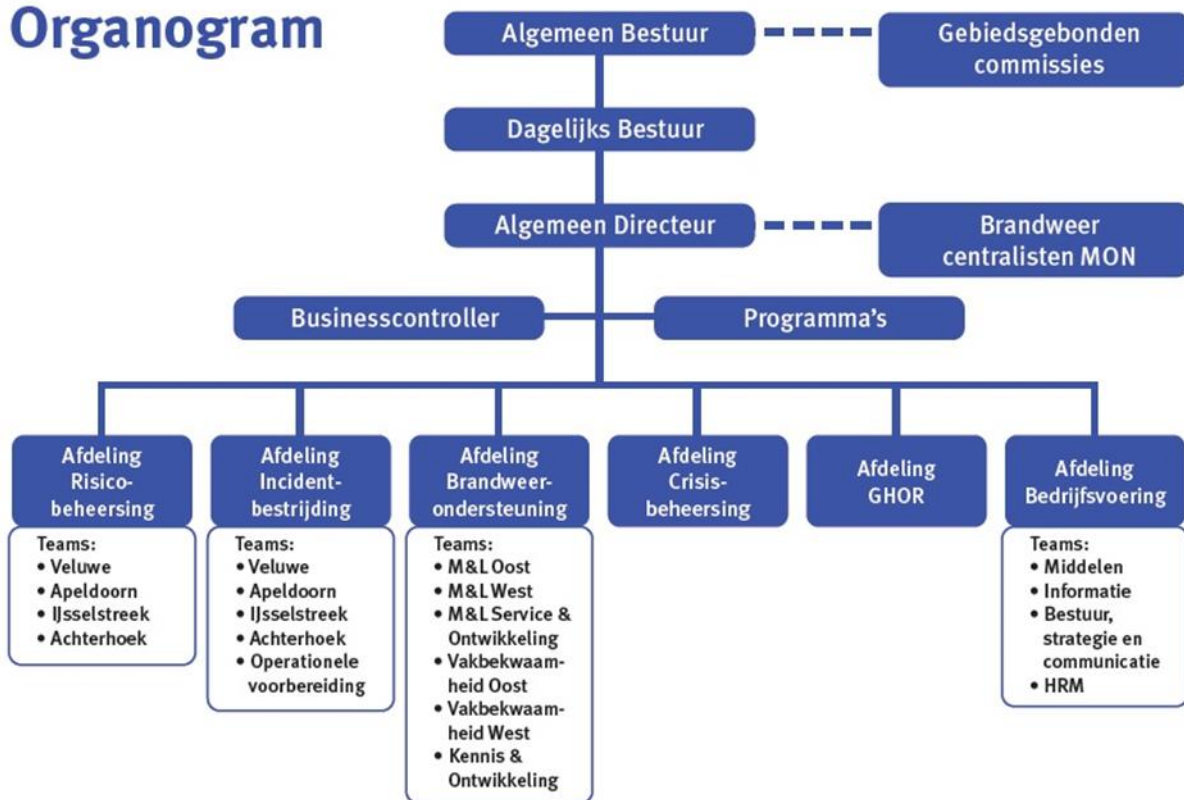 Organogram
Algemeen Bestuur
Gebiedsgebonden
commissies
Dagelijks Bestuur
Algemeen Directeur
Brandweer
centralisten MON
Businesscontroller
Programma's
Afdeling
Risico-
beheersing
Teams:
• Veluwe
• Apeldoorn
• IJsselstreek
• Achterhoek
Afdeling
Incident-
bestrijding
Teams:
• Veluwe
• Apeldoorn
• IJsselstreek
• Achterhoek
• Operationele
voorbereiding
Afdeling
Brandweer-
ondersteuning
Teams:
• M&L Oost
• M&L West
• M&L Service &
Ontwikkeling
• Vakbekwaam-
heid Oost
• Vakbekwaam-
heid West
• Kennis &
Ontwikkeling
Afdeling
Crisis-
beheersing
Afdeling
GHOR
Afdeling
Bedrijfsvoering
Teams:
• Middelen
• Informatie
• Bestuur,
strategie en
communicatie
• HRM